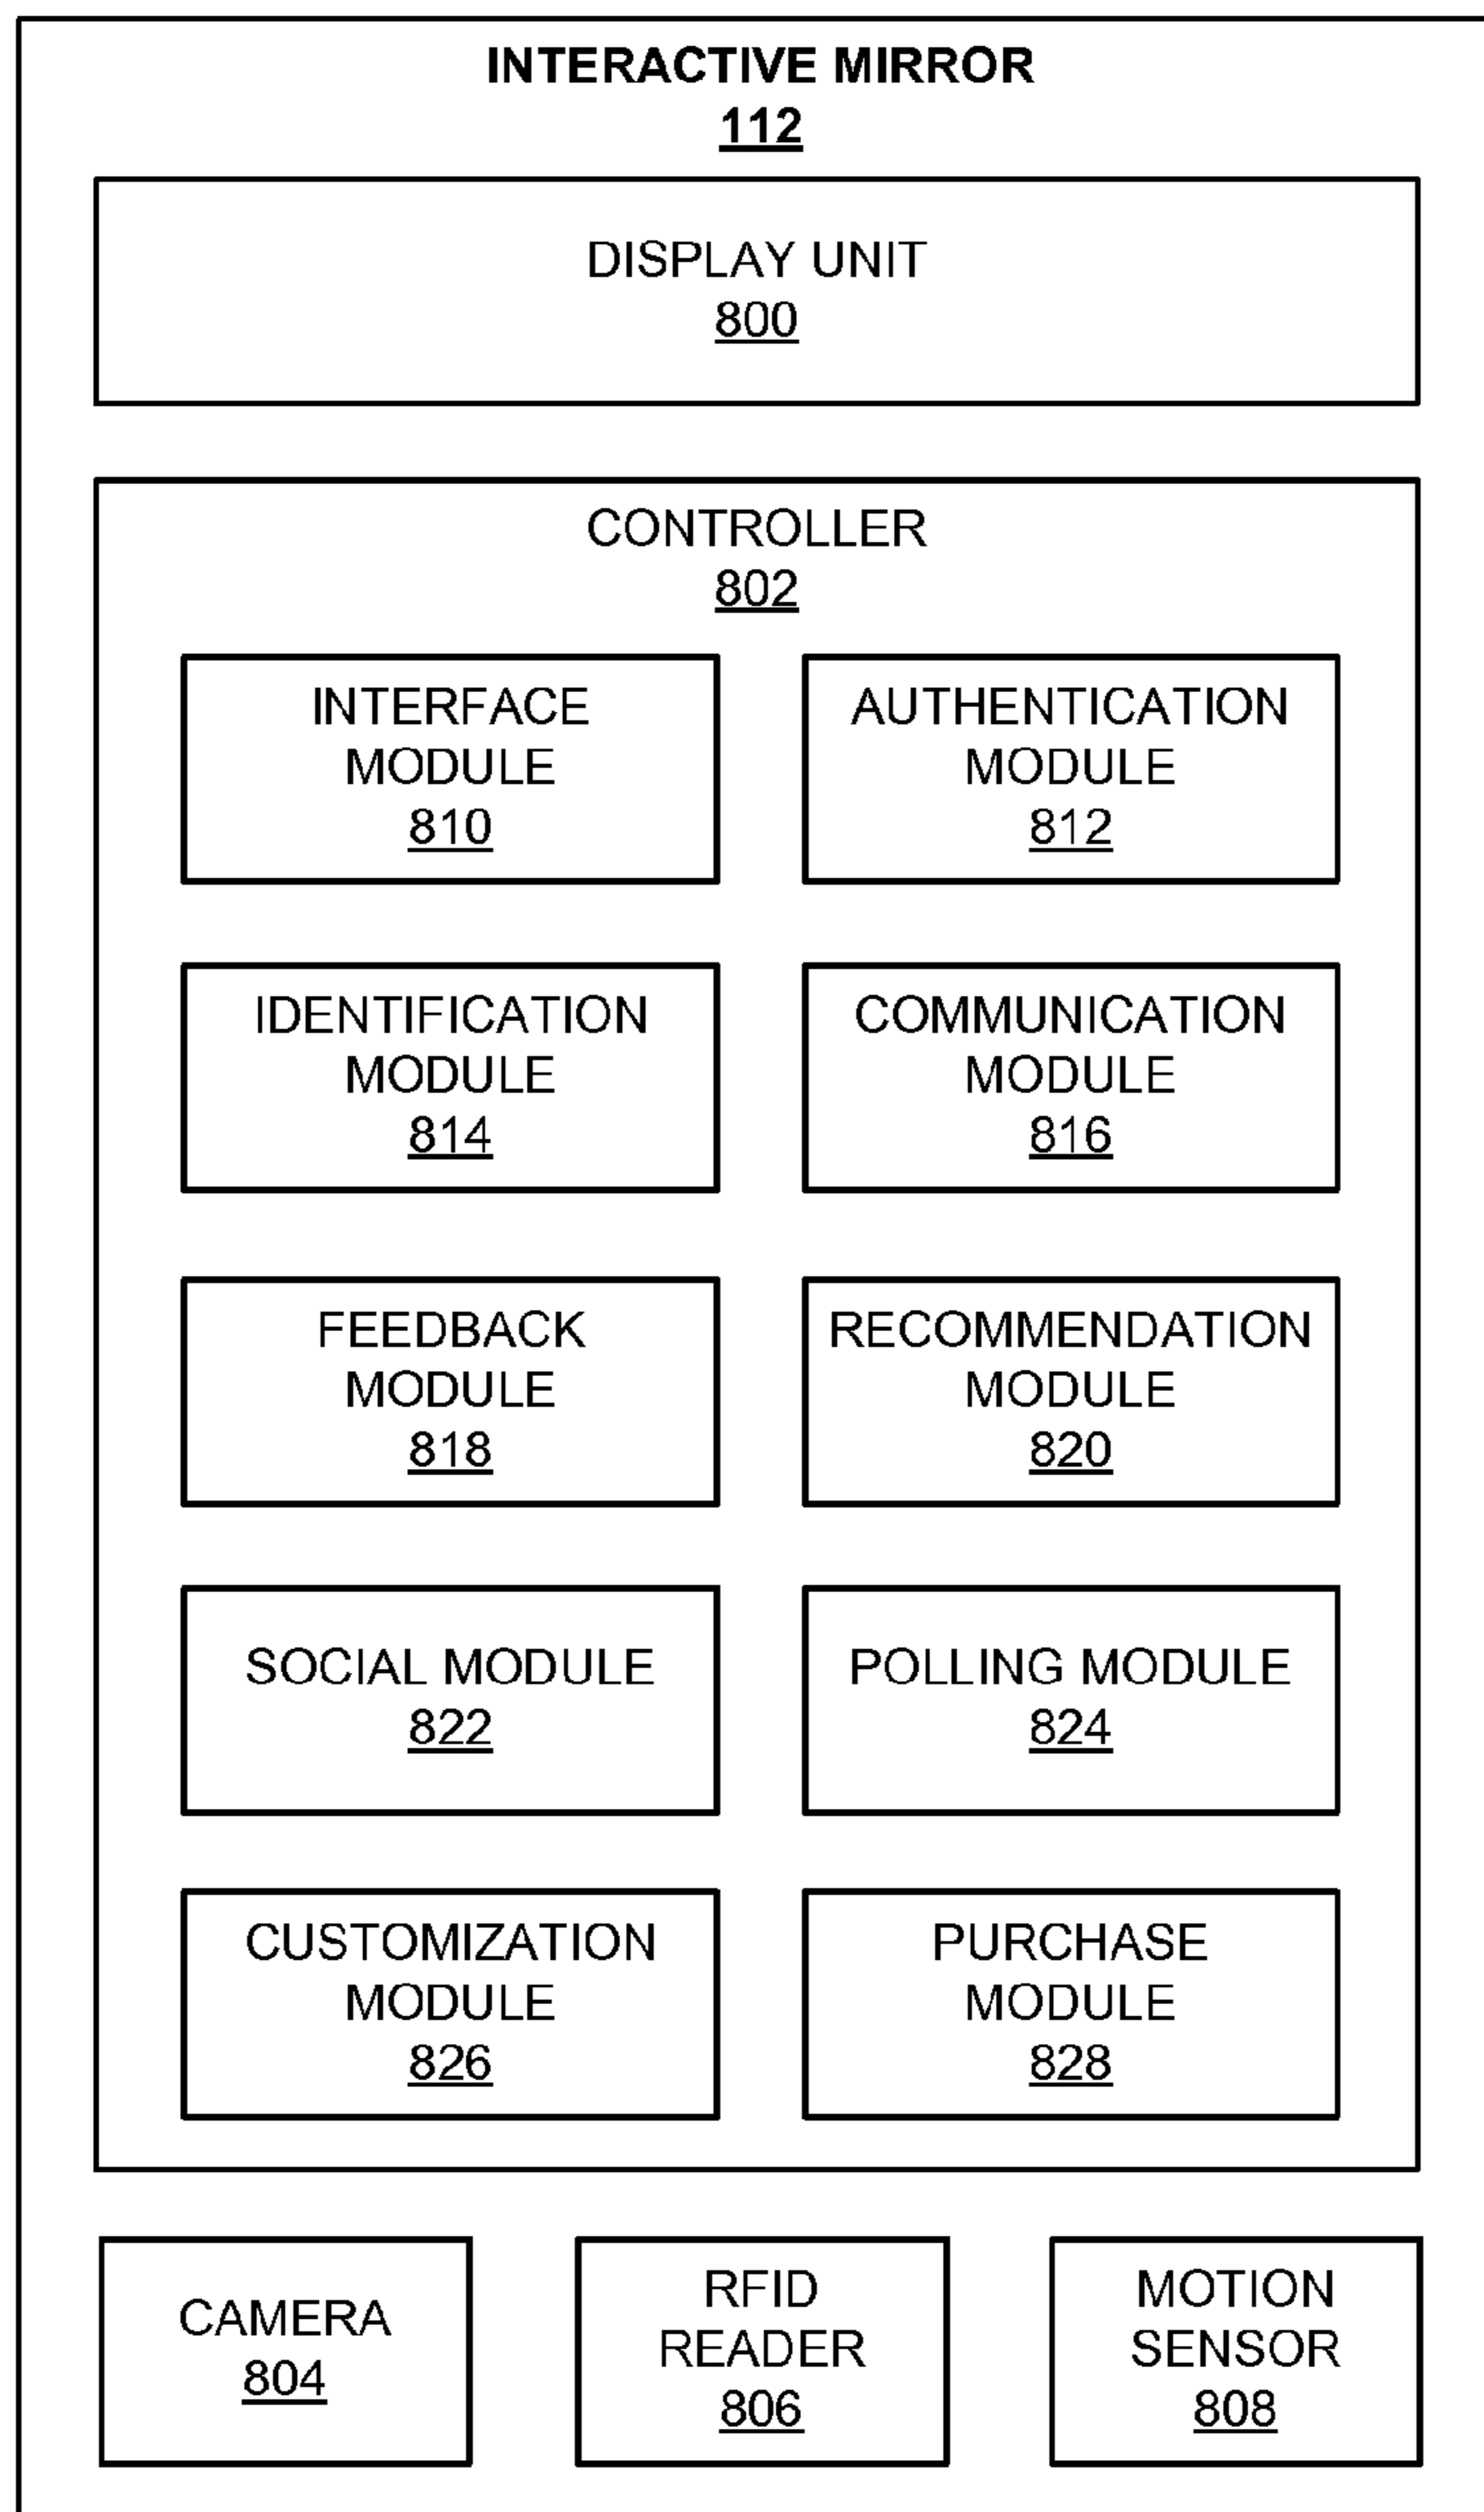 INTERACTIVE MIRROR
112
DISPLAY UNIT
800
CONTROLLER
802
INTERFACE
MODULE
810
AUTHENTICATION
MODULE
812
IDENTIFICATION
MODULE
814
COMMUNICATION
MODULE
816
FEEDBACK
MODULE
818
RECOMMENDATION
MODULE
820
SOCIAL MODULE
822
POLLING MODULE
824
CUSTOMIZATION
MODULE
826
PURCHASE
MODULE
828
CAMERA
804
RFID
READER
806
MOTION
SENSOR
808